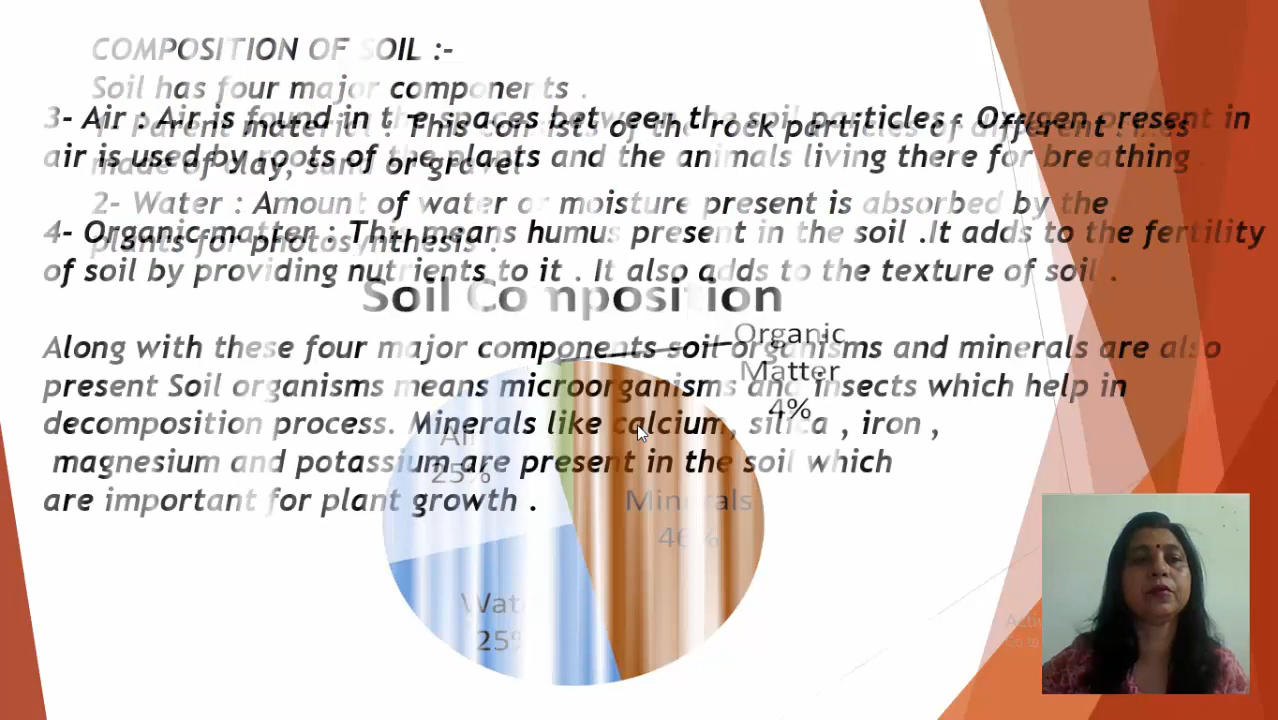 COMPOSITION OF SOIL :-
Soil has four major components .
1- Parent material : This consists of the rock particles of different
made of clay, sand or gravel
2- Water : Amount of water or moisture present is absorbed by the
plants for photosynthesis .
3- Air : Air is found in the spaces between the soil particles . Oxygen present in
air is used by roots of the plants and the animals living there for breathing .
4- Organic matter : This means humus present in the soil .It adds to the fertility
of soil by providing nutrients to it . It also adds to the texture of soil .
Along with these four major components soil organisms and minerals are also
present Soil organisms means microorganisms and insects which help in
decomposition process. Minerals like calcium, silica , iron ,
magnesium and potassium are present in the soil which
are important for plant growth .
Soil Composition
Organic
Matter
4%
Air
25%
Minerals
46%
Water
25%